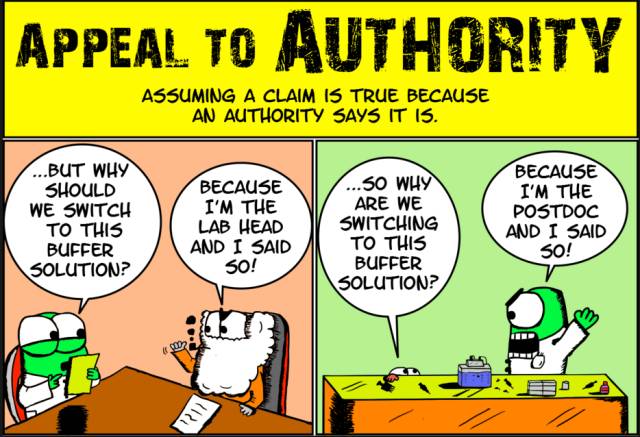 APPEAL TO AUTHORITY
ASSUMING A CLAIM IS TRUE BECAUSE
AN AUTHORITY SAYS IT IS.
...BUT WHY
SHOULD
WE SWITCH
TO THIS
BUFFER
SOLUTION?
BECAUSE
I'M THE
LAB HEAD
AND I SAID
SO!
...SO WHY
ARE WE
SWITCHING
TO THIS
BUFFER
SOLUTION?
BECAUSE
I'M THE
POSTDOC
AND I SAID
SO!